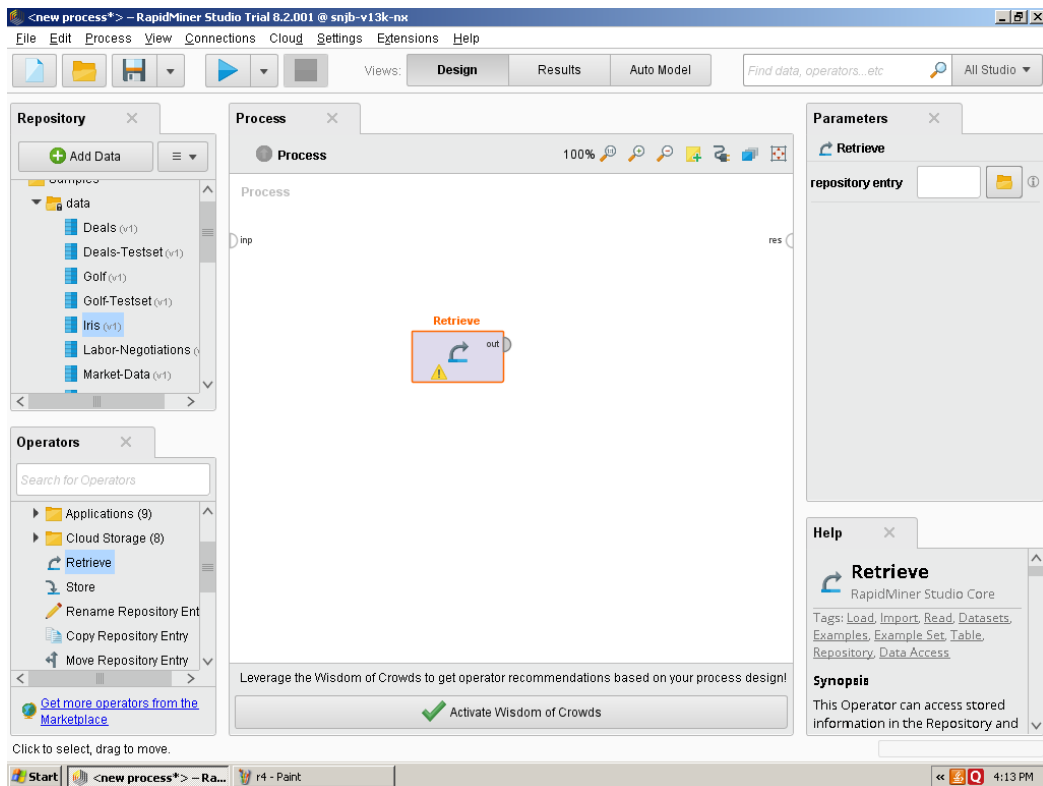 <new process*> – RapidMiner Studio Trial 8.2.001 @ snjb-v13k-nx
File Edit Process View Connections Cloud Settings Extensions Help
Views: Design Results Auto Model Find data, operators...etc All Studio
Repository
Add Data
Samples
data
Deals (v1)
Deals-Testset (v1)
Golf (v1)
Golf-Testset (v1)
Iris (v1)
Labor-Negotiations (
Market-Data (v1)
Operators
Search for Operators
Applications (9)
Cloud Storage (8)
Retrieve
Store
Rename Repository Ent
Copy Repository Entry
Move Repository Entry
Get more operators from the
Marketplace
Process
Process 100%
Process
inp res
Retrieve
out
Leverage the Wisdom of Crowds to get operator recommendations based on your process design!
Activate Wisdom of Crowds
Parameters
Retrieve
repository entry
Help
Retrieve
RapidMiner Studio Core
Tags: Load, Import, Read, Datasets,
Examples, Example Set, Table,
Repository, Data Access
Synopsis
This Operator can access stored
information in the Repository and
Click to select, drag to move.
Start <new process*> – Ra... r4 - Paint « Q 4:13 PM